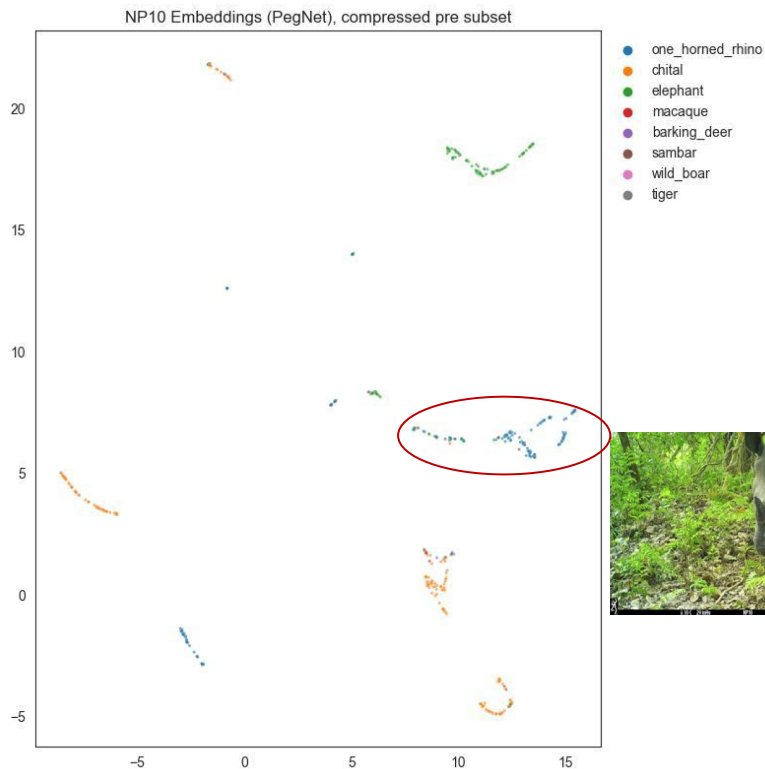 NP10 Embeddings (PegNet), compressed pre subset
one_horned_rhino
chital
elephant
macaque
barking_deer
sambar
wild_boar
tiger
20
15
10
5
0
−5
−5
0
5
10
15
NP10